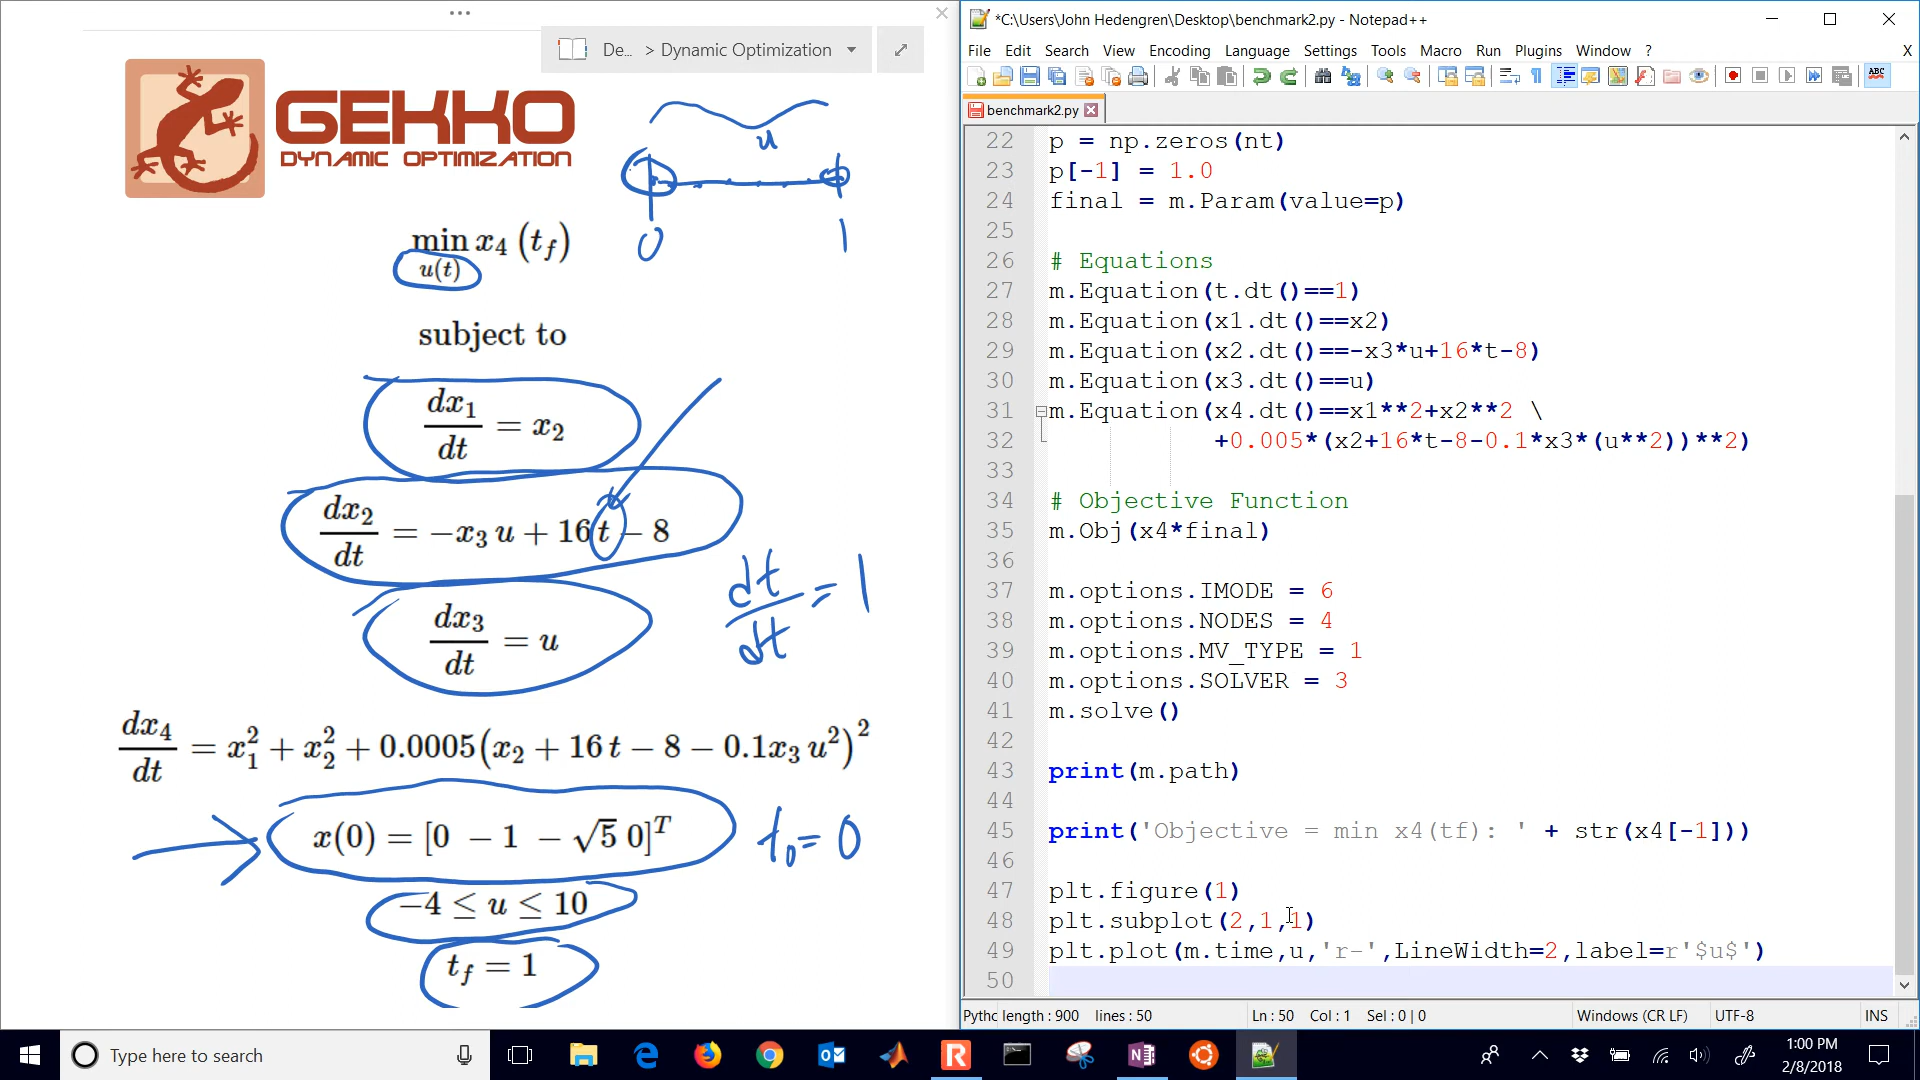 De... > Dynamic Optimization
GEKKO
DYNAMIC OPTIMIZATION
u
0 1
min x₄ (t_f)
u(t)
subject to
dx₁/dt = x₂
dx₂/dt = −x₃ u + 16 t − 8
dt/dt = 1
dx₃/dt = u
dx₄/dt = x₁² + x₂² + 0.0005(x₂ + 16 t − 8 − 0.1x₃ u²)²
x(0) = [0 −1 −√5 0]ᵀ t₀ = 0
−4 ≤ u ≤ 10
t_f = 1
*C:\Users\John Hedengren\Desktop\benchmark2.py - Notepad++
File Edit Search View Encoding Language Settings Tools Macro Run Plugins Window ? X
ABC
benchmark2.py
22 p = np.zeros(nt)
23 p[-1] = 1.0
24 final = m.Param(value=p)
25
26 # Equations
27 m.Equation(t.dt()==1)
28 m.Equation(x1.dt()==x2)
29 m.Equation(x2.dt()==-x3*u+16*t-8)
30 m.Equation(x3.dt()==u)
31 m.Equation(x4.dt()==x1**2+x2**2 \
32 +0.005*(x2+16*t-8-0.1*x3*(u**2))**2)
33
34 # Objective Function
35 m.Obj(x4*final)
36
37 m.options.IMODE = 6
38 m.options.NODES = 4
39 m.options.MV_TYPE = 1
40 m.options.SOLVER = 3
41 m.solve()
42
43 print(m.path)
44
45 print('Objective = min x4(tf): ' + str(x4[-1]))
46
47 plt.figure(1)
48 plt.subplot(2,1,1)
49 plt.plot(m.time,u,'r-',LineWidth=2,label=r'$u$')
50
Pythc length : 900 lines : 50 Ln : 50 Col : 1 Sel : 0 | 0 Windows (CR LF) UTF-8 INS
Type here to search
1:00 PM
2/8/2018